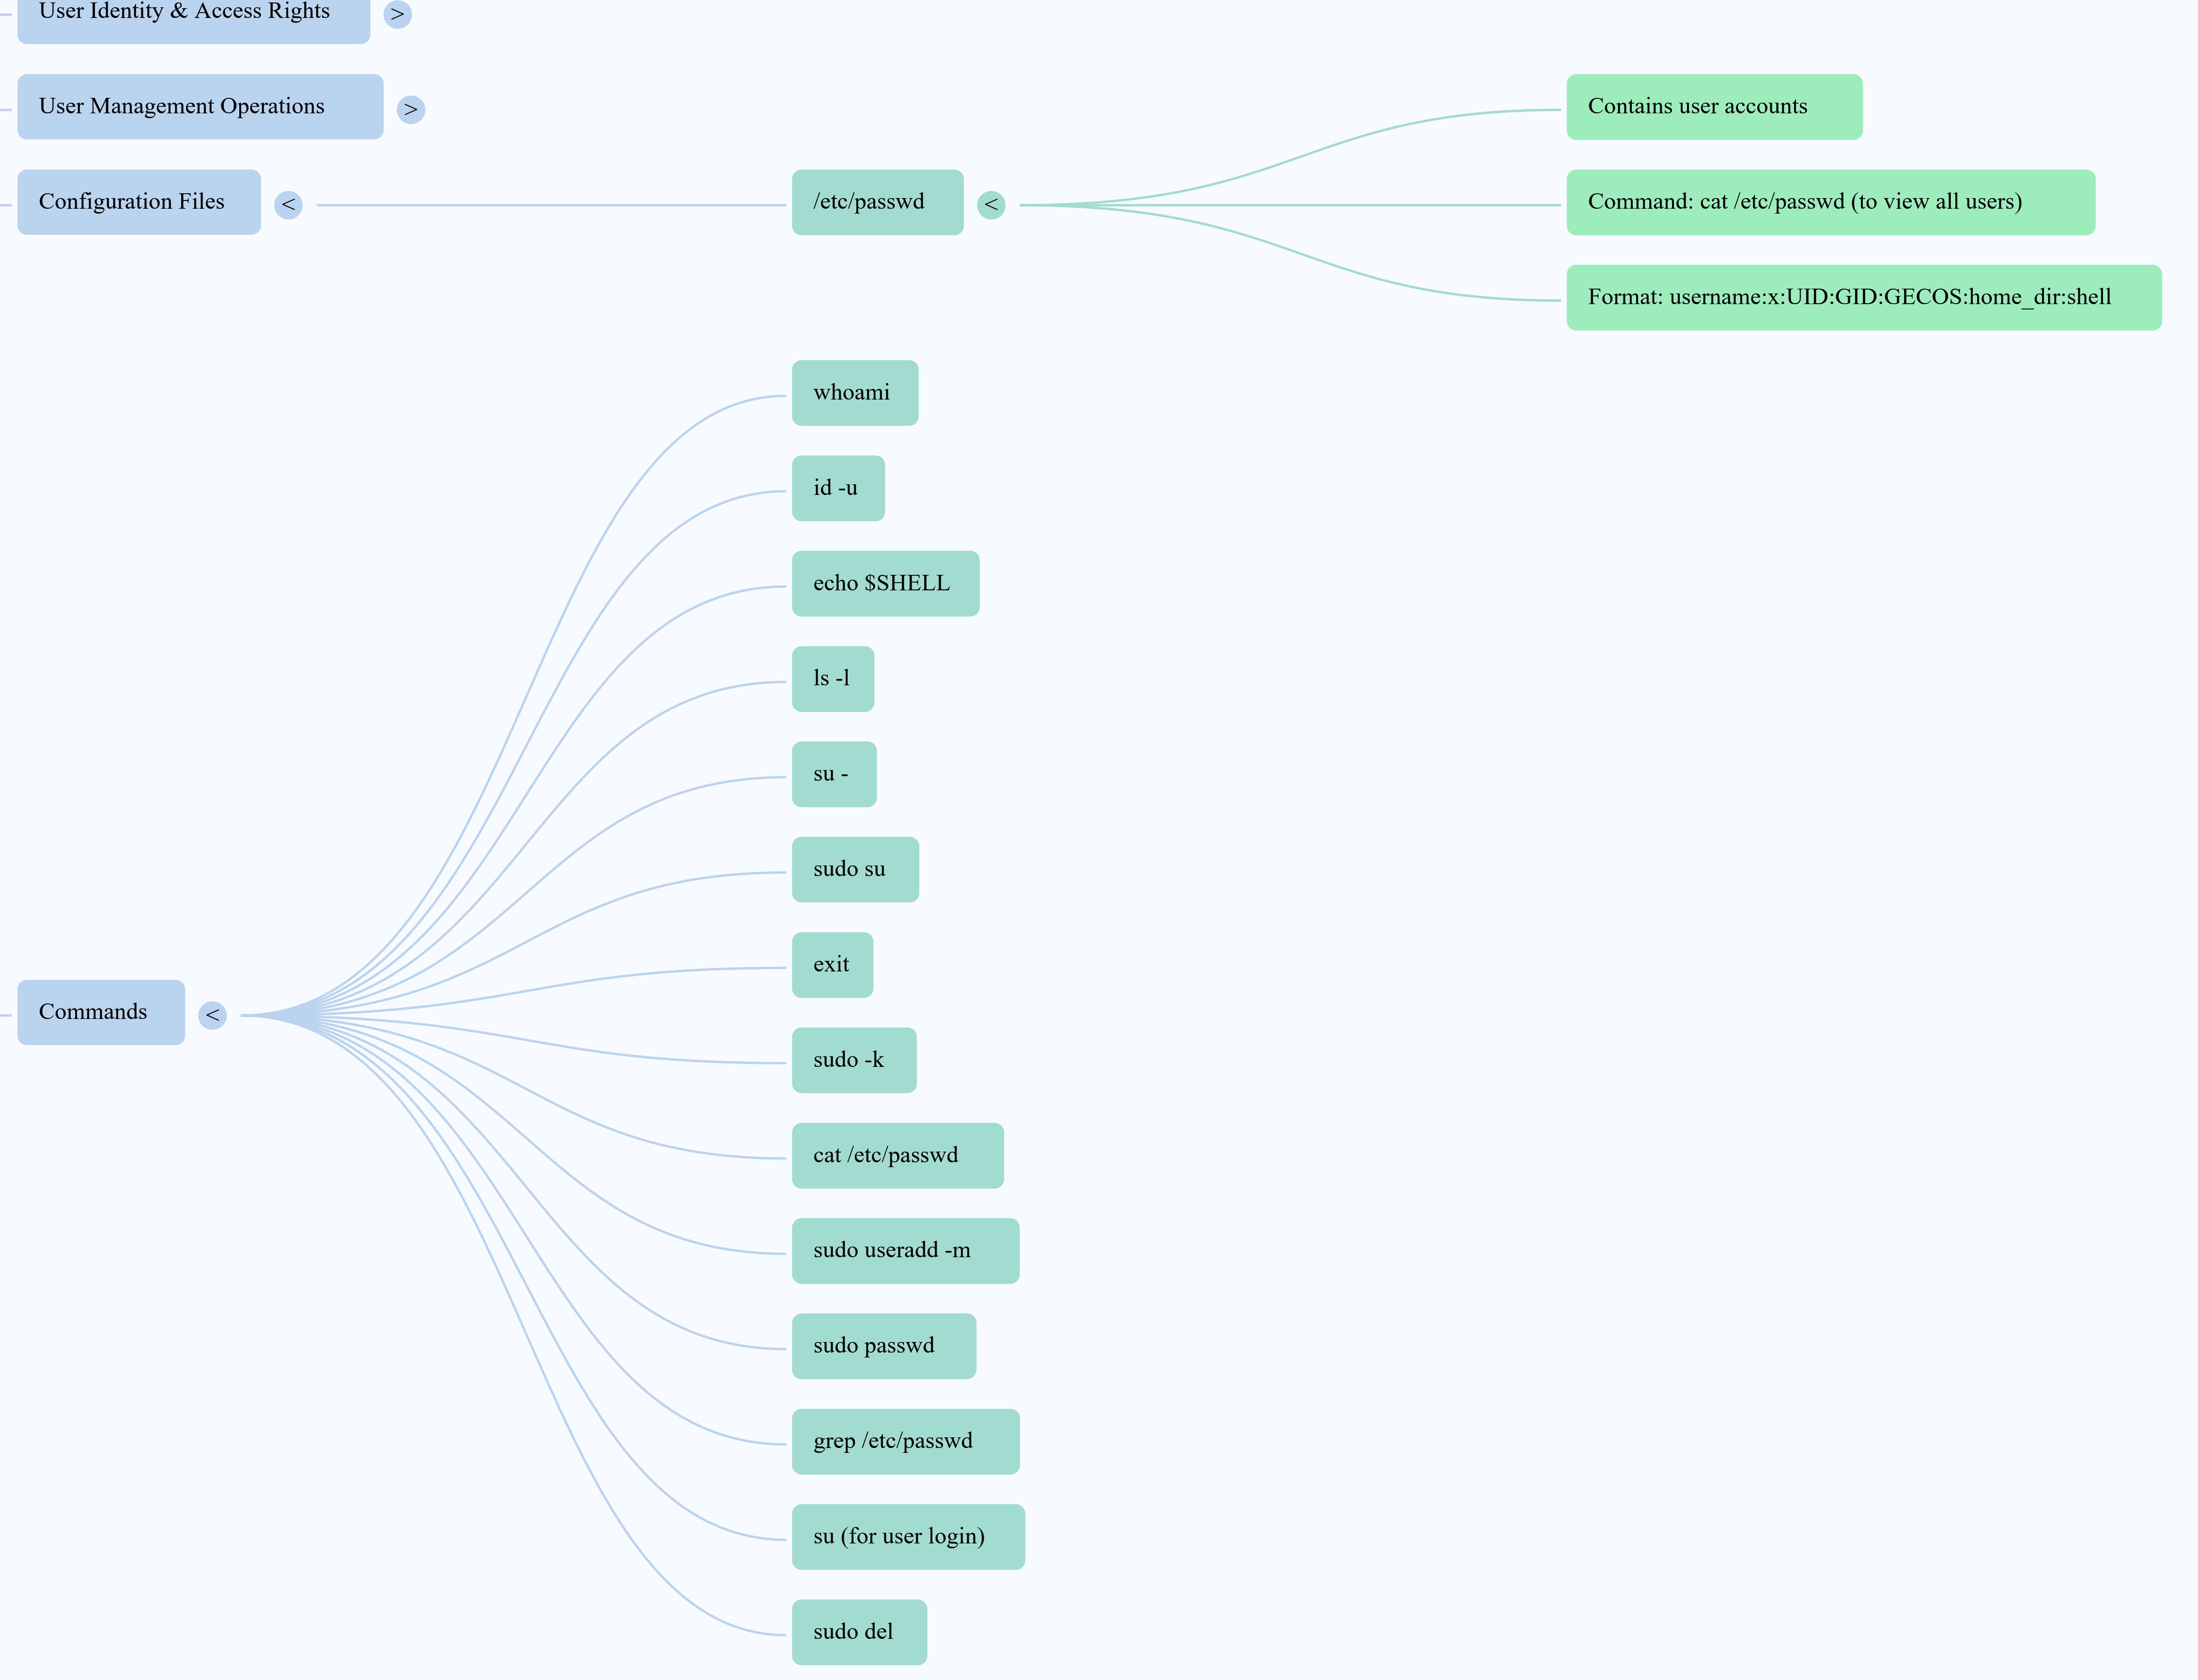 User Identity & Access Rights
>
User Management Operations
>
Contains user accounts
Configuration Files
<
/etc/passwd
<
Command: cat /etc/passwd (to view all users)
Format: username:x:UID:GID:GECOS:home_dir:shell
whoami
id -u
echo $SHELL
ls -l
su -
sudo su
exit
Commands
<
sudo -k
cat /etc/passwd
sudo useradd -m
sudo passwd
grep /etc/passwd
su (for user login)
sudo del